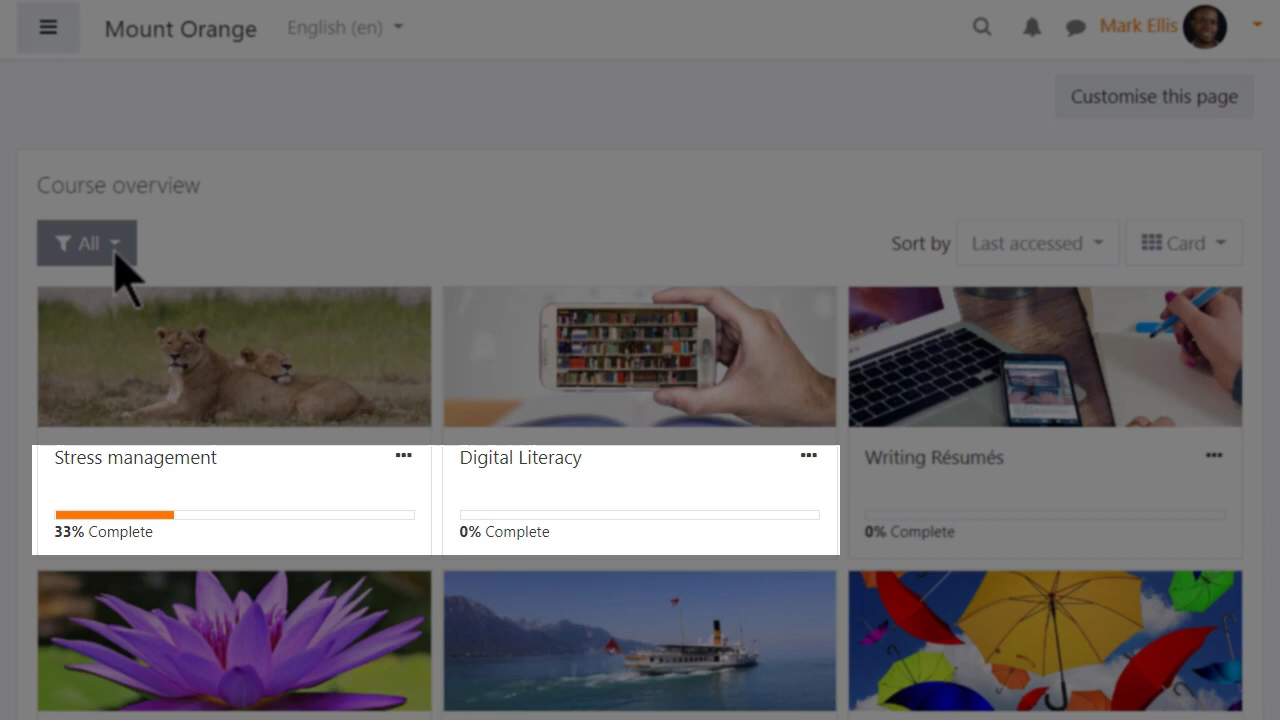 Mount Orange
English (en)
Mark Ellis
Customise this page
Course overview
All
Sort by
Last accessed
Card
Stress management
Digital Literacy
Writing Résumés
33% Complete
0% Complete
0% Complete